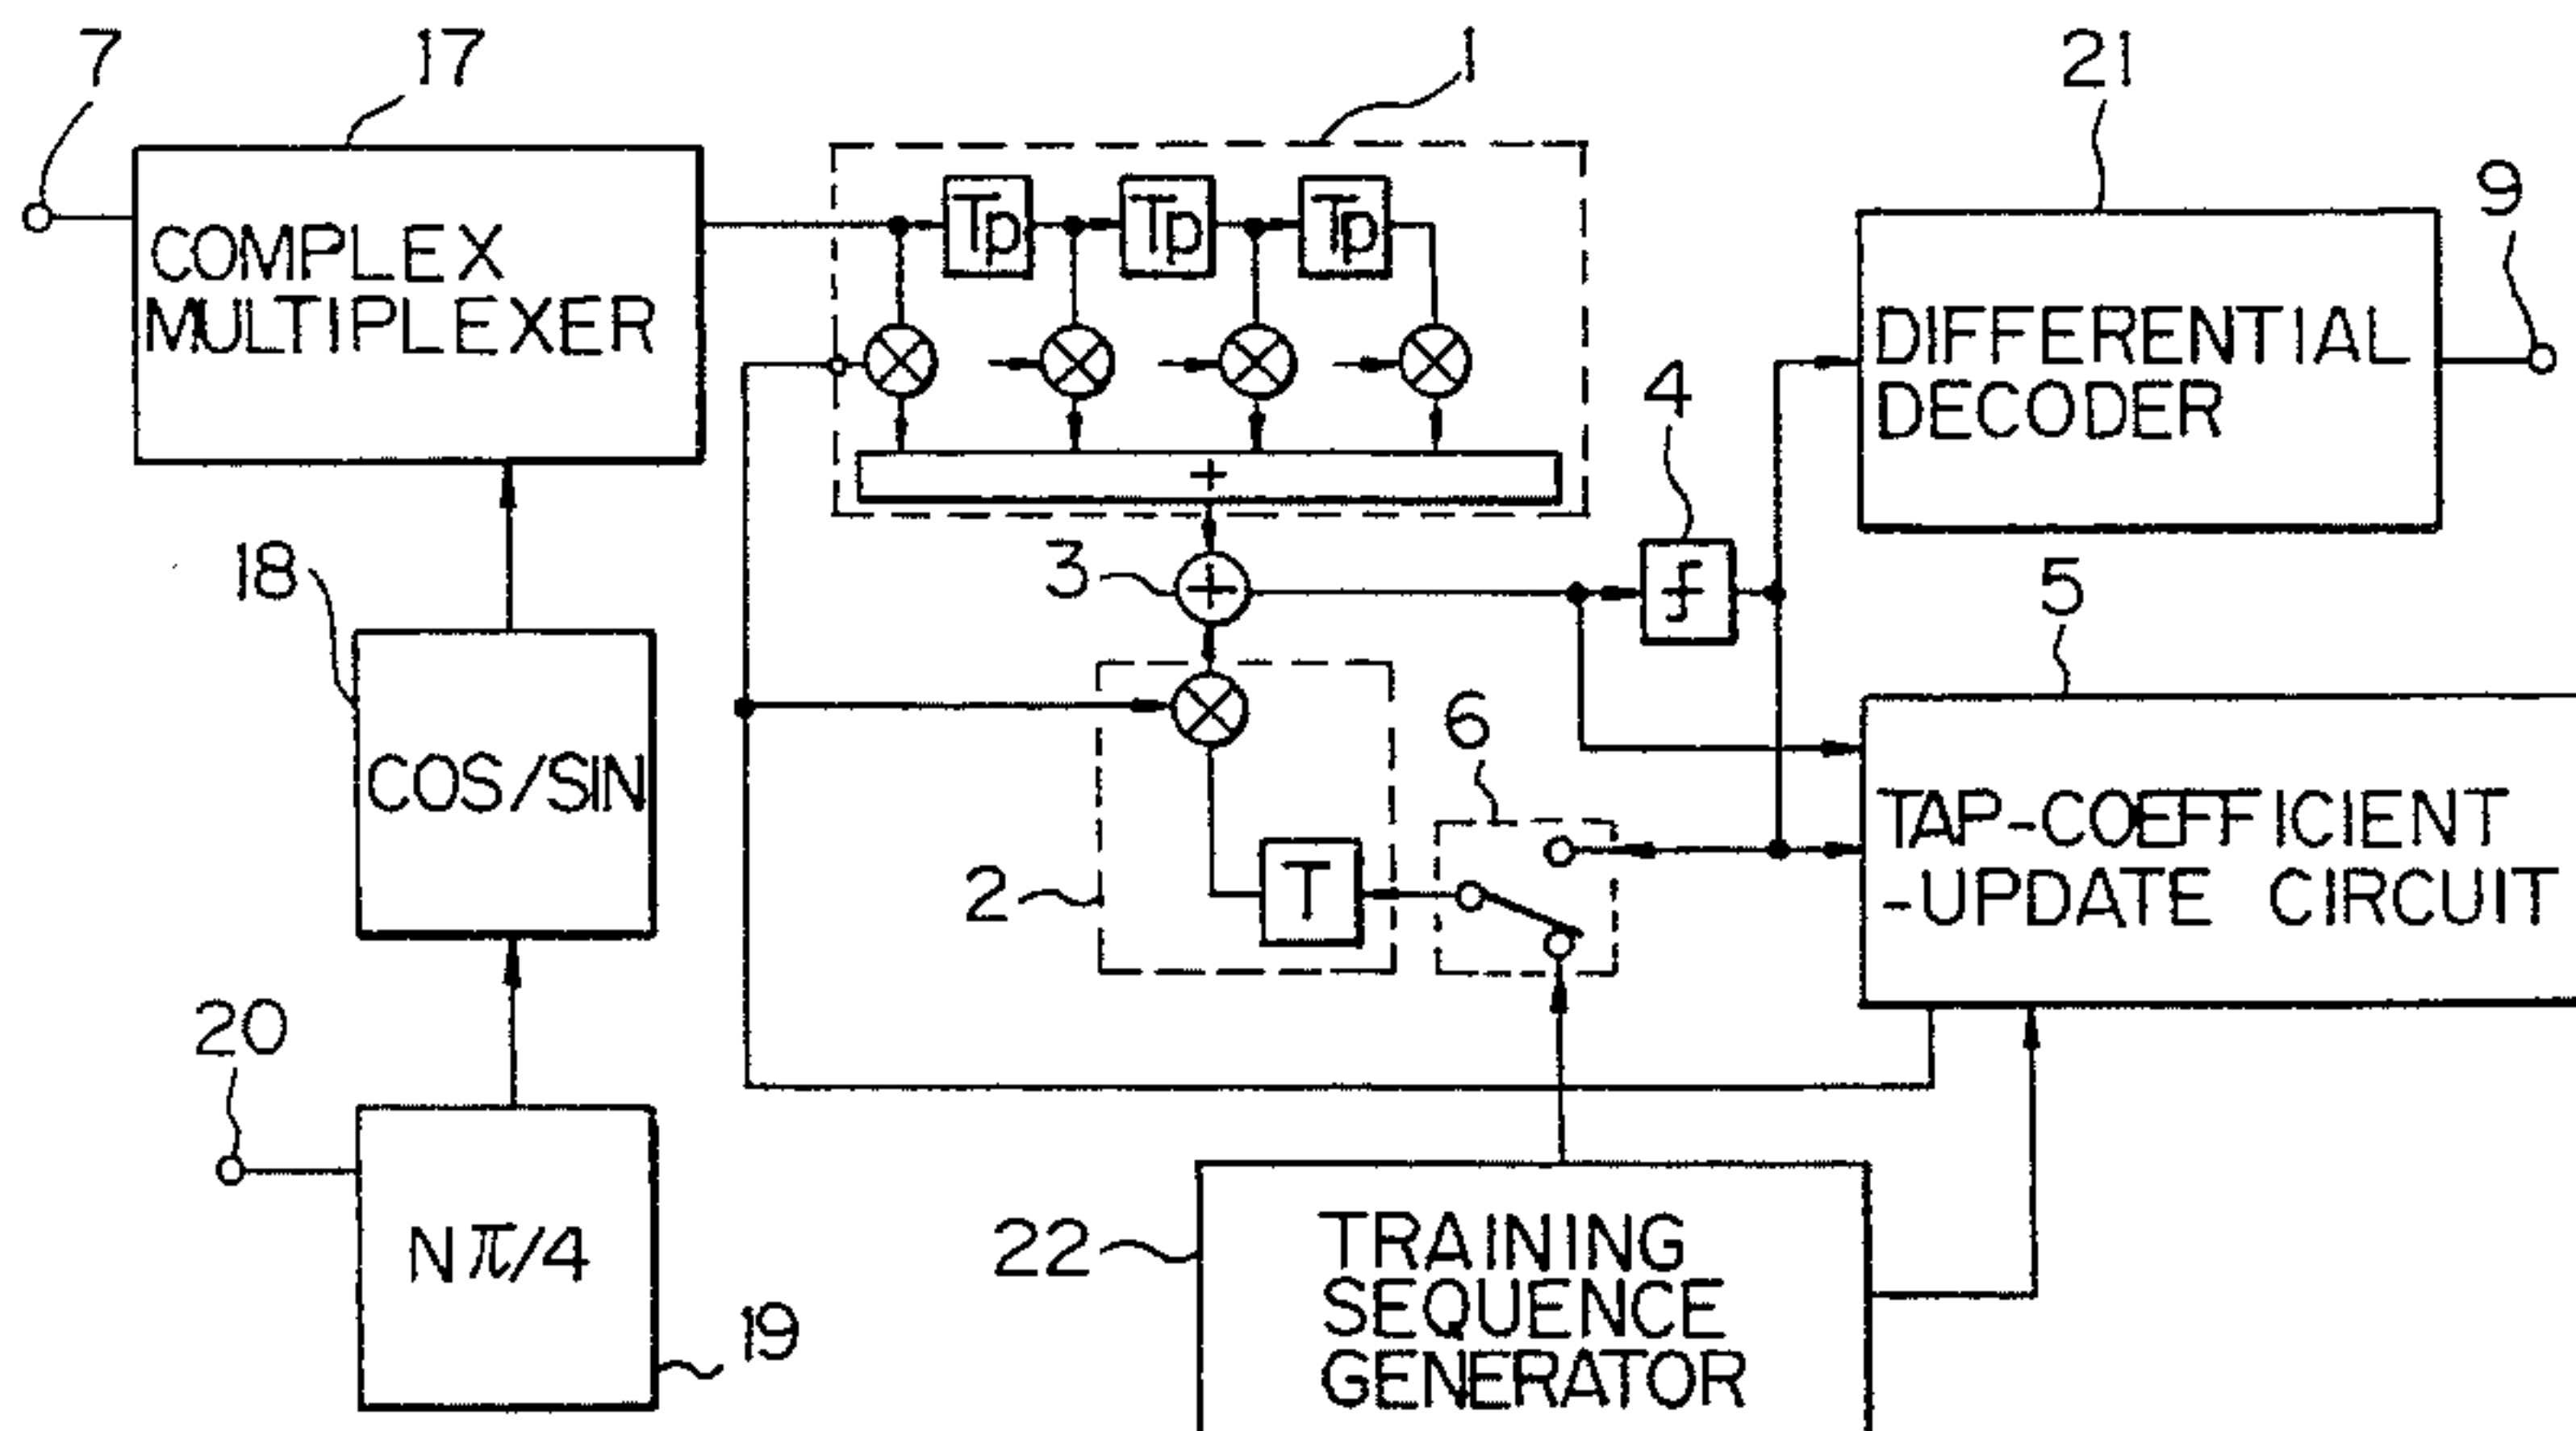 7
17
1
21
9
COMPLEX
MULTIPLEXER
Tp
Tp
Tp
DIFFERENTIAL
DECODER
4
+
3
+
18
COS/SIN
5
6
TAP-COEFFICIENT
-UPDATE CIRCUIT
2
T
20
Nπ/4
19
22
TRAINING
SEQUENCE
GENERATOR